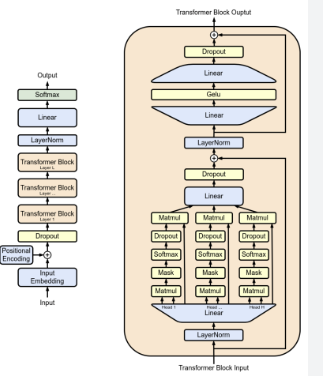 Output
Softmax
Linear
LayerNorm
Transformer Block
Layer L
Transformer Block
Layer ...
Transformer Block
Layer 1
Dropout
Positional
Encoding
+
Input
Embedding
Input
Transformer Block Ouptut
+
Dropout
Linear
Gelu
Linear
LayerNorm
+
Dropout
Linear
Matmul Matmul Matmul
Dropout Dropout Dropout
Softmax Softmax Softmax
Mask Mask Mask
Matmul Matmul Matmul
Head 1 Head ... Head H
Linear
LayerNorm
Transformer Block Input